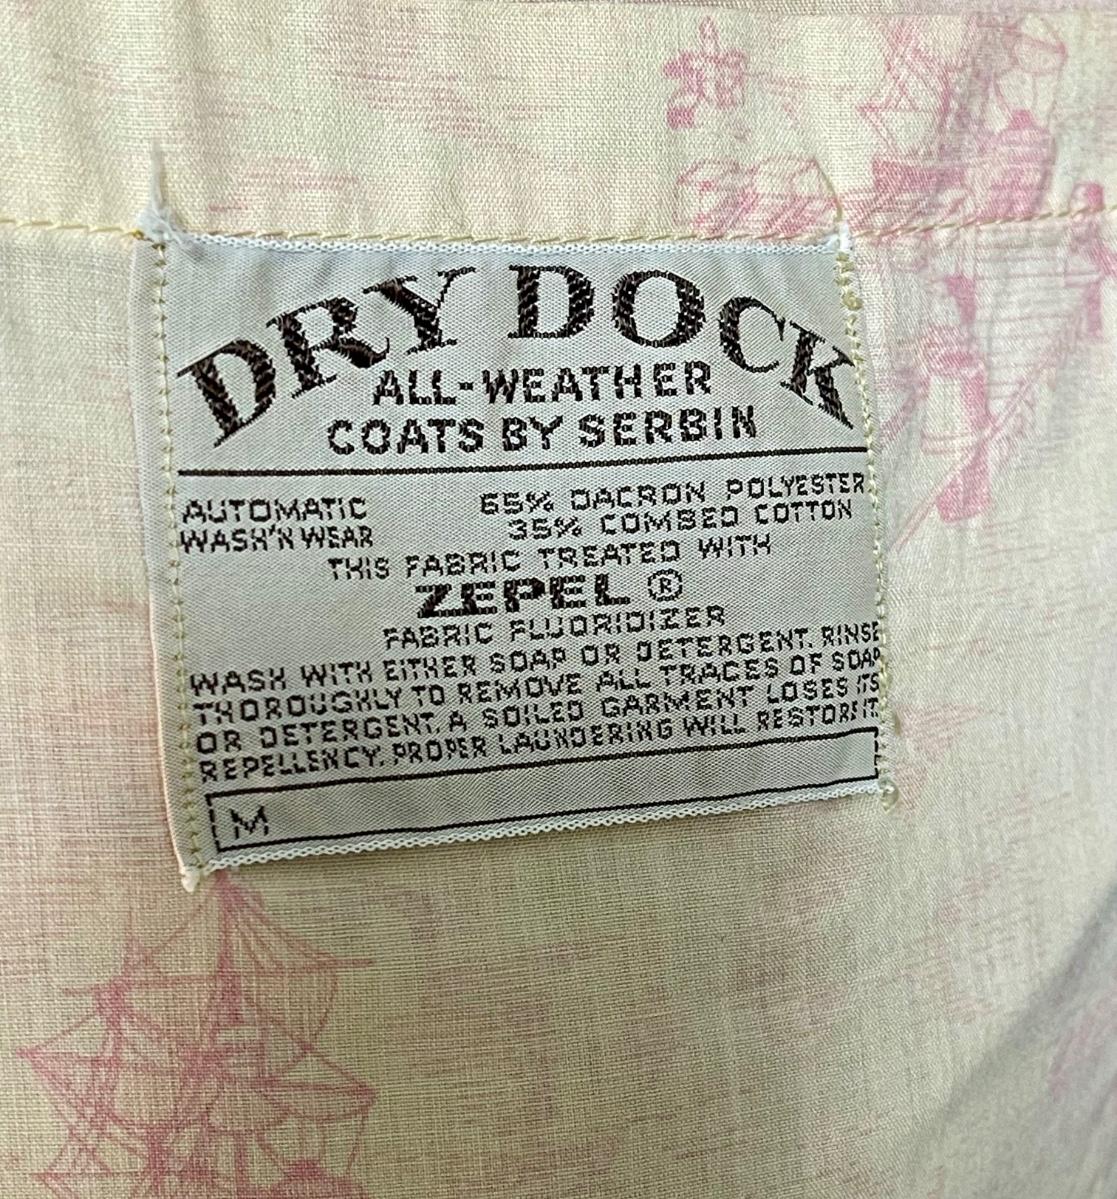 DRY DOCK
ALL-WEATHER
COATS BY SERBIN
AUTOMATIC 65% DACRON POLYESTER
WASH'N WEAR 35% COMBED COTTON
THIS FABRIC TREATED WITH
ZEPEL ®
FABRIC FLUORIDIZER
WASH WITH EITHER SOAP OR DETERGENT. RINSE
THOROUGHLY TO REMOVE ALL TRACES OF SOAP
OR DETERGENT. A SOILED GARMENT LOSES ITS
REPELLENCY. PROPER LAUNDERING WILL RESTORE IT.
M